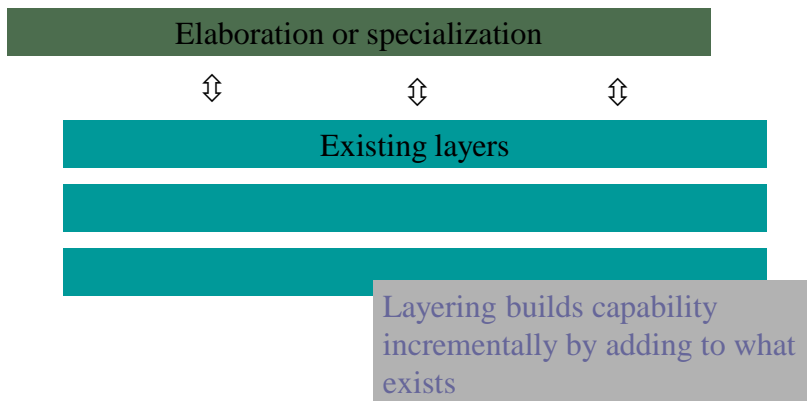 Elaboration or specialization
Existing layers
Layering builds capability
incrementally by adding to what
exists